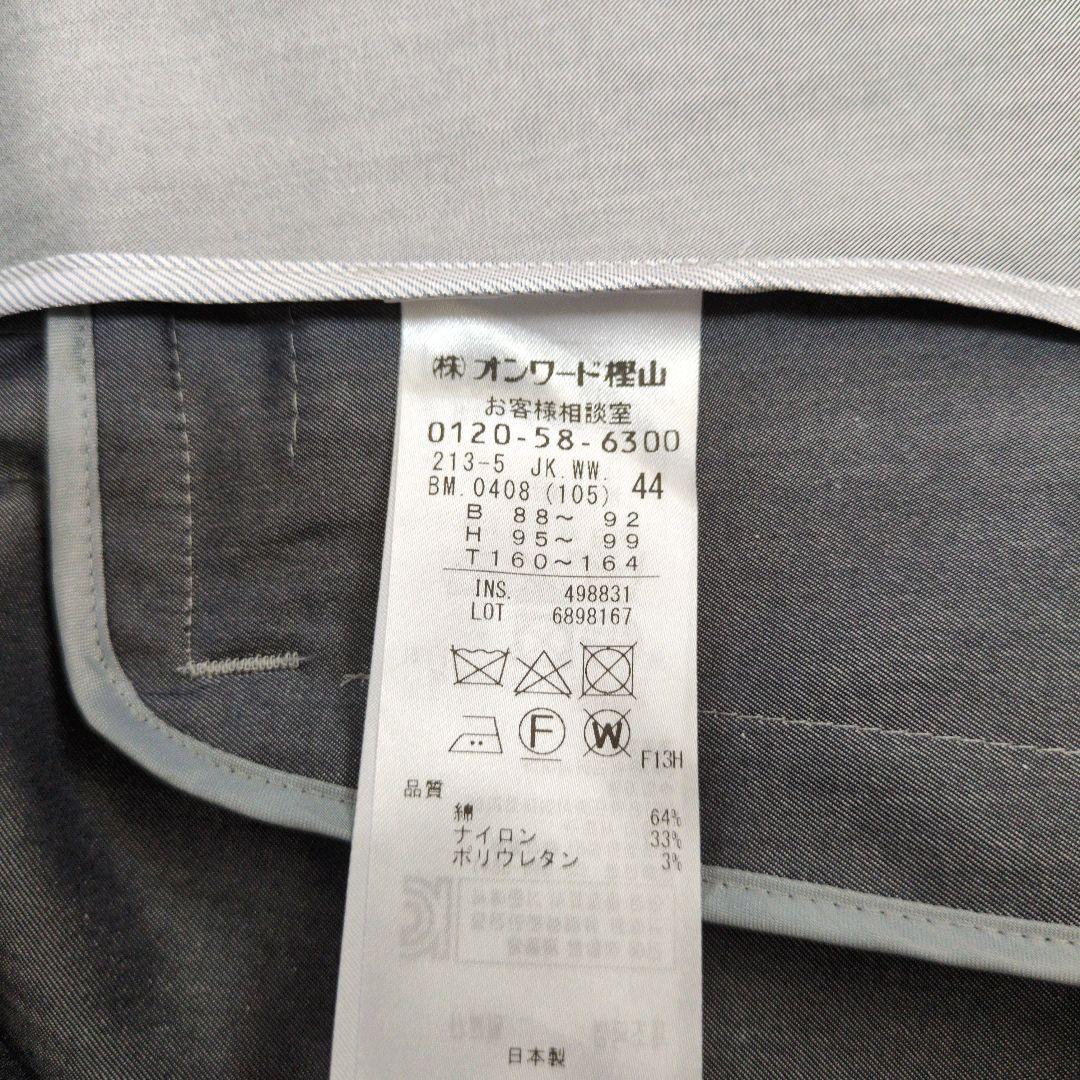 ㈱オンワード樫山
お客様相談室
0120-58-6300
213-5 JK.WW.
BM.0408 (105) 44
B 88～ 92
H 95～ 99
T160～164
INS. 498831
LOT 6898167
F W
F13H
品質
綿 64%
ナイロン 33%
ポリウレタン 3%
日本製